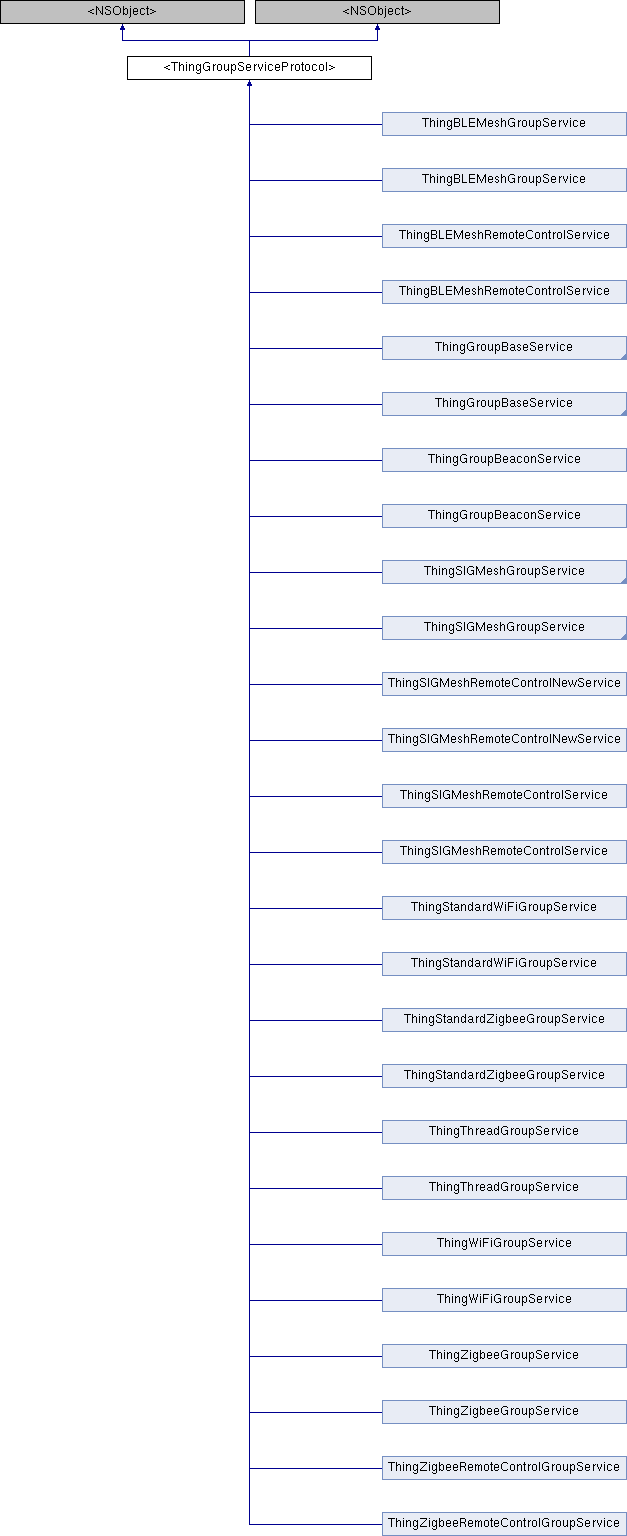 <NSObject>
<NSObject>
<ThingGroupServiceProtocol>
ThingBLEMeshGroupService
ThingBLEMeshGroupService
ThingBLEMeshRemoteControlService
ThingBLEMeshRemoteControlService
ThingGroupBaseService
ThingGroupBaseService
ThingGroupBeaconService
ThingGroupBeaconService
ThingSIGMeshGroupService
ThingSIGMeshGroupService
ThingSIGMeshRemoteControlNewService
ThingSIGMeshRemoteControlNewService
ThingSIGMeshRemoteControlService
ThingSIGMeshRemoteControlService
ThingStandardWiFiGroupService
ThingStandardWiFiGroupService
ThingStandardZigbeeGroupService
ThingStandardZigbeeGroupService
ThingThreadGroupService
ThingThreadGroupService
ThingWiFiGroupService
ThingWiFiGroupService
ThingZigbeeGroupService
ThingZigbeeGroupService
ThingZigbeeRemoteControlGroupService
ThingZigbeeRemoteControlGroupService